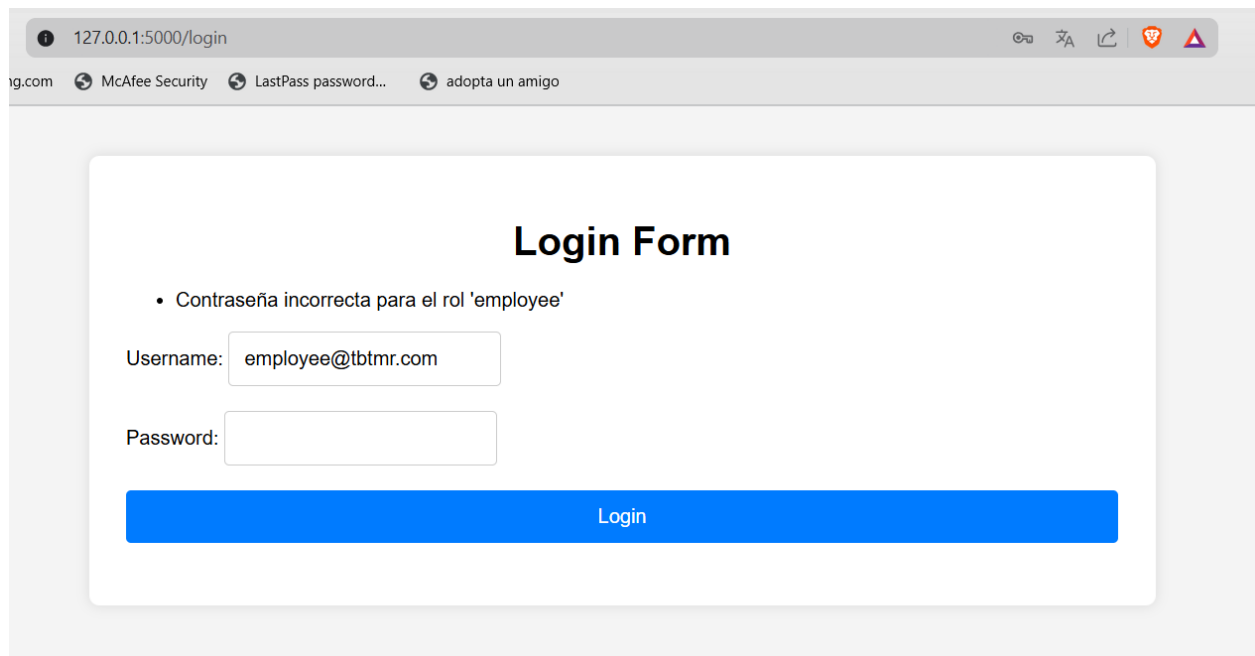 127.0.0.1:5000/login
ng.com McAfee Security LastPass password... adopta un amigo
Login Form
• Contraseña incorrecta para el rol 'employee'
Username: employee@tbtmr.com
Password:
Login